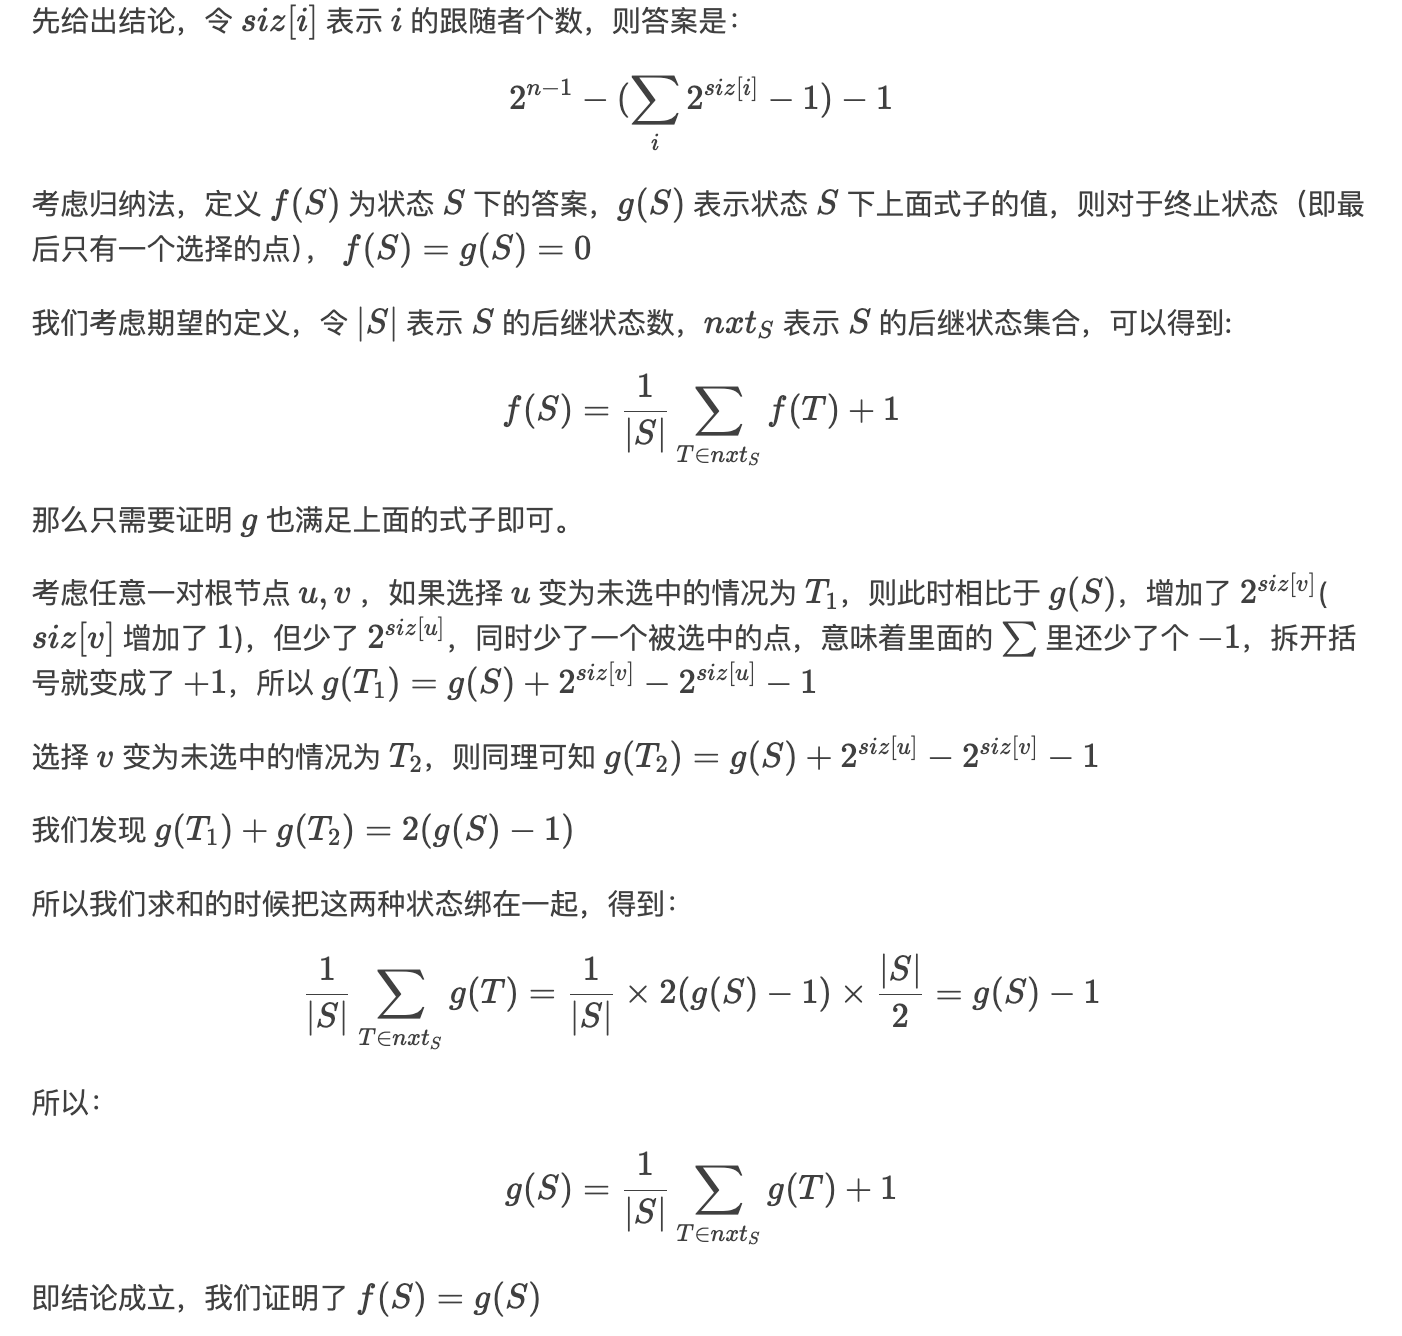 先给出结论，令 siz[i] 表示 i 的跟随者个数，则答案是：
2^{n-1} − (∑_i 2^{siz[i]} − 1) − 1
考虑归纳法，定义 f(S) 为状态 S 下的答案，g(S) 表示状态 S 下上面式子的值，则对于终止状态（即最
后只有一个选择的点）， f(S) = g(S) = 0
我们考虑期望的定义，令 |S| 表示 S 的后继状态数，nxt_S 表示 S 的后继状态集合，可以得到:
f(S) = \frac{1}{|S|} ∑_{T∈nxt_S} f(T) + 1
那么只需要证明 g 也满足上面的式子即可。
考虑任意一对根节点 u, v ，如果选择 u 变为未选中的情况为 T_1，则此时相比于 g(S)，增加了 2^{siz[v]}(
siz[v] 增加了 1)，但少了 2^{siz[u]}，同时少了一个被选中的点，意味着里面的 ∑ 里还少了个 −1，拆开括
号就变成了 +1，所以 g(T_1) = g(S) + 2^{siz[v]} − 2^{siz[u]} − 1
选择 v 变为未选中的情况为 T_2，则同理可知 g(T_2) = g(S) + 2^{siz[u]} − 2^{siz[v]} − 1
我们发现 g(T_1) + g(T_2) = 2(g(S) − 1)
所以我们求和的时候把这两种状态绑在一起，得到：
\frac{1}{|S|} ∑_{T∈nxt_S} g(T) = \frac{1}{|S|} × 2(g(S) − 1) × \frac{|S|}{2} = g(S) − 1
所以：
g(S) = \frac{1}{|S|} ∑_{T∈nxt_S} g(T) + 1
即结论成立，我们证明了 f(S) = g(S)